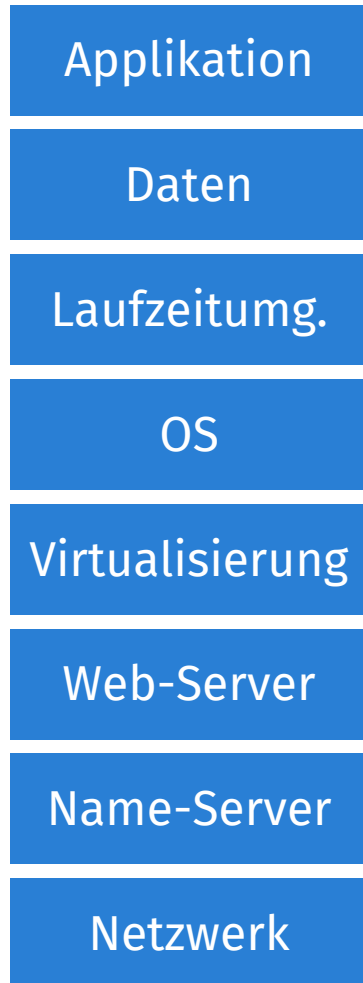 Applikation
Daten
Laufzeitumg.
OS
Virtualisierung
Web-Server
Name-Server
Netzwerk